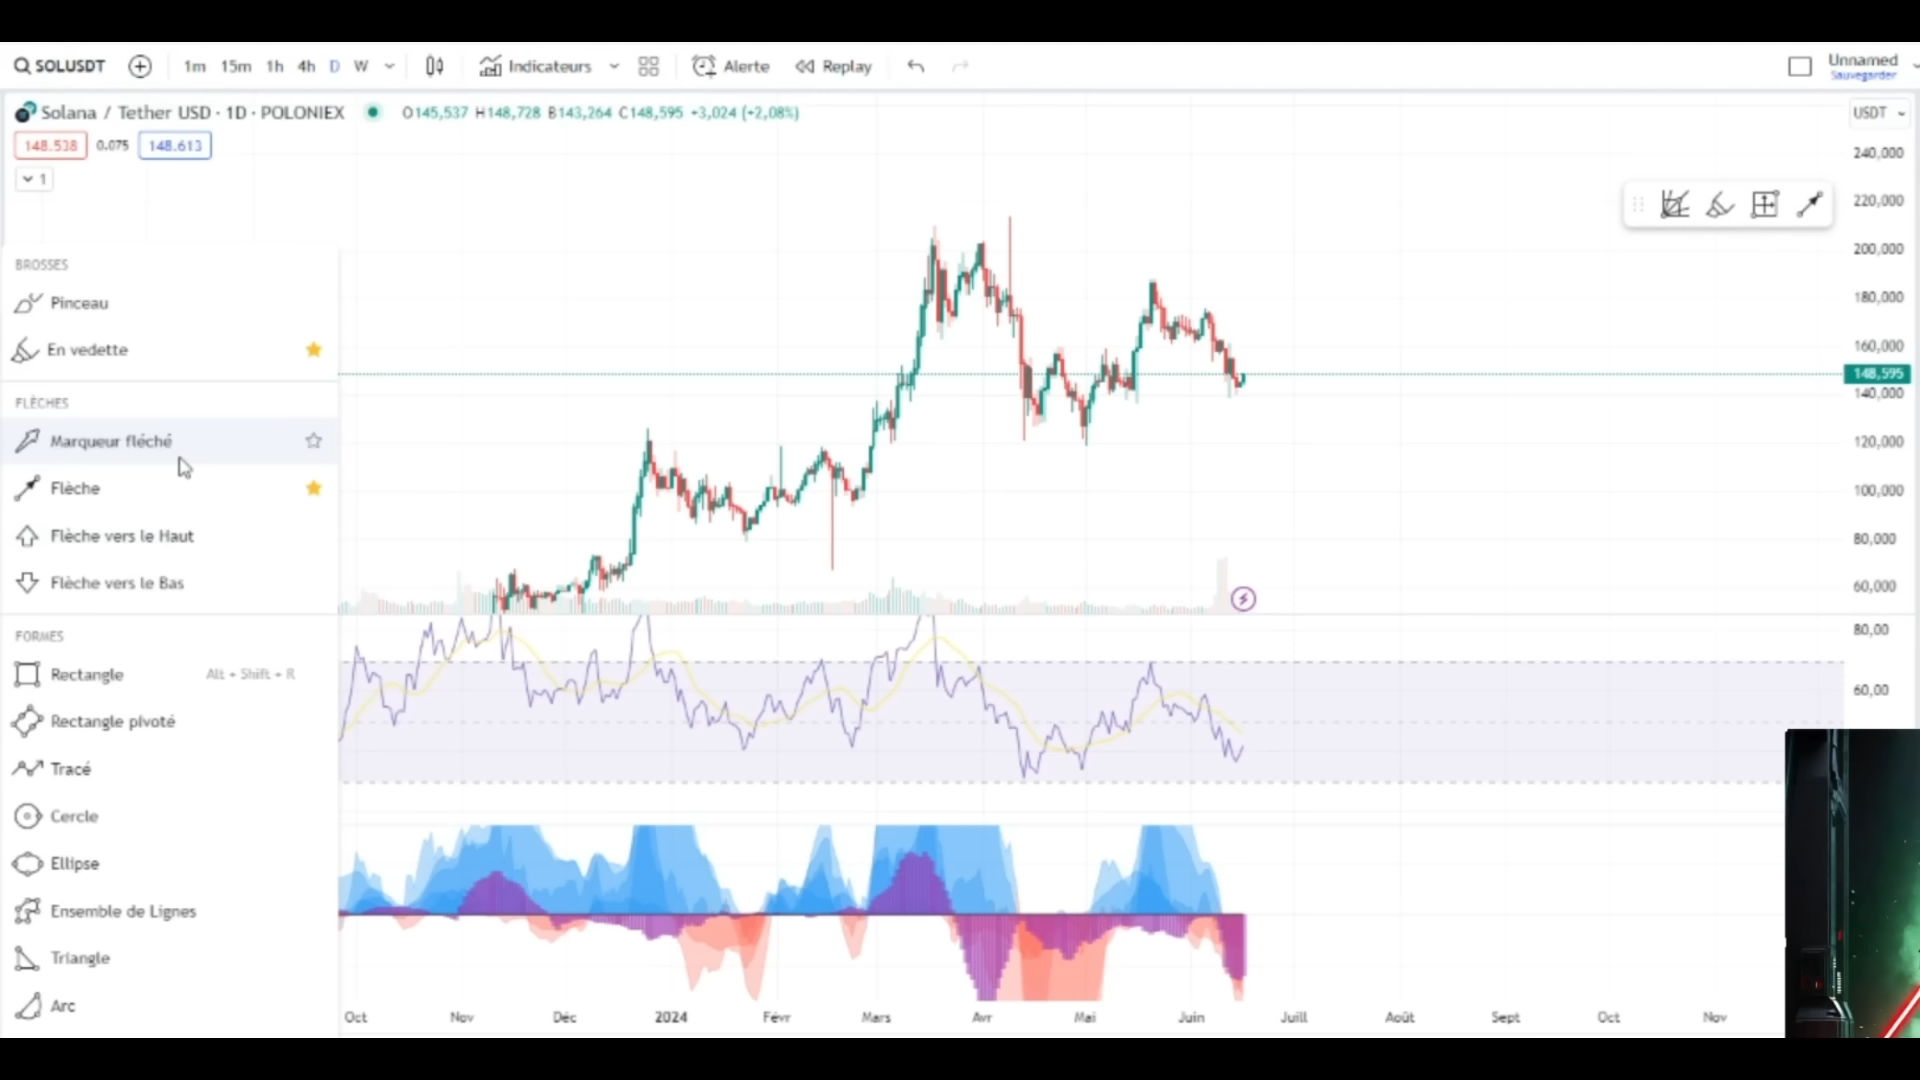 SOLUSDT 1m 15m 1h 4h D W Indicateurs Alerte Replay Unnamed
Sauvegarder
Solana / Tether USD · 1D · POLONIEX O145,537 H148,728 B143,264 C148,595 +3,024 (+2,08%) USDT
148.538 0.075 148.613
1
240,000
220,000
200,000
180,000
160,000
148,595
140,000
120,000
100,000
80,000
60,000
80,00
60,00
BROSSES
Pinceau
En vedette
FLÈCHES
Marqueur fléché
Flèche
Flèche vers le Haut
Flèche vers le Bas
FORMES
Rectangle Alt + Shift + R
Rectangle pivoté
Tracé
Cercle
Ellipse
Ensemble de Lignes
Triangle
Arc
Oct Nov Déc 2024 Févr Mars Avr Mai Juin Juill Août Sept Oct Nov